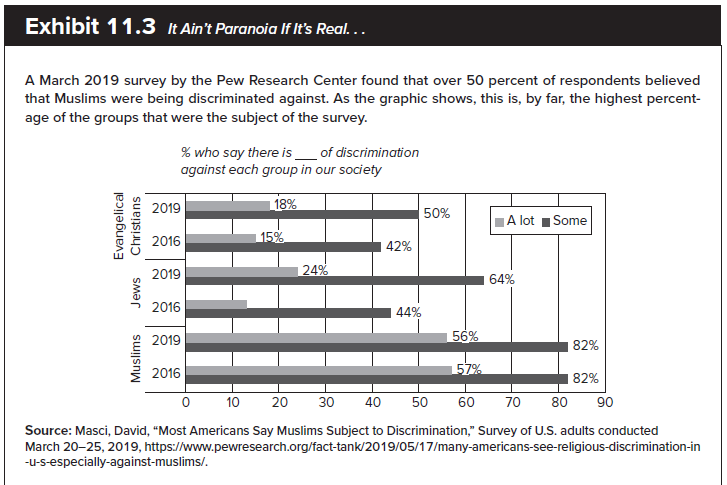 Exhibit 11.3 It Ain't Paranoia If It's Real. . .
A March 2019 survey by the Pew Research Center found that over 50 percent of respondents believed
that Muslims were being discriminated against. As the graphic shows, this is, by far, the highest percent-
age of the groups that were the subject of the survey.
% who say there is ___ of discrimination
against each group in our society
Evangelical
Christians
2019
18%
50%
A lot Some
2016
15%
42%
Jews
2019
24%
64%
2016
44%
Muslims
2019
56%
82%
2016
57%
82%
0 10 20 30 40 50 60 70 80 90
Source: Masci, David, "Most Americans Say Muslims Subject to Discrimination," Survey of U.S. adults conducted
March 20–25, 2019, https://www.pewresearch.org/fact-tank/2019/05/17/many-americans-see-religious-discrimination-in
-u-s-especially-against-muslims/.